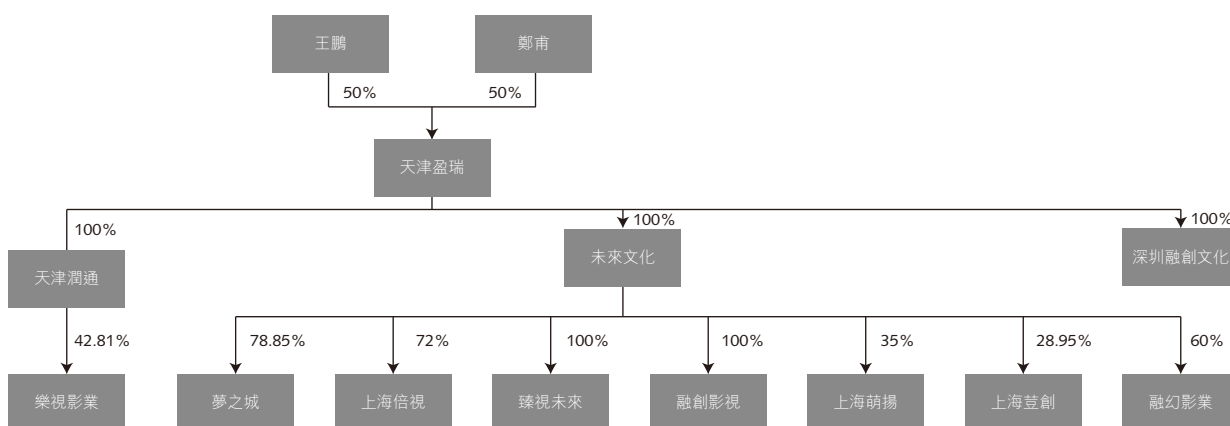 王鵬
鄭甫
50%
50%
天津盈瑞
100%
100%
100%
天津潤通
未來文化
深圳融創文化
42.81%
78.85%
72%
100%
100%
35%
28.95%
60%
樂視影業
夢之城
上海倍視
臻視未來
融創影視
上海萌揚
上海荳創
融幻影業